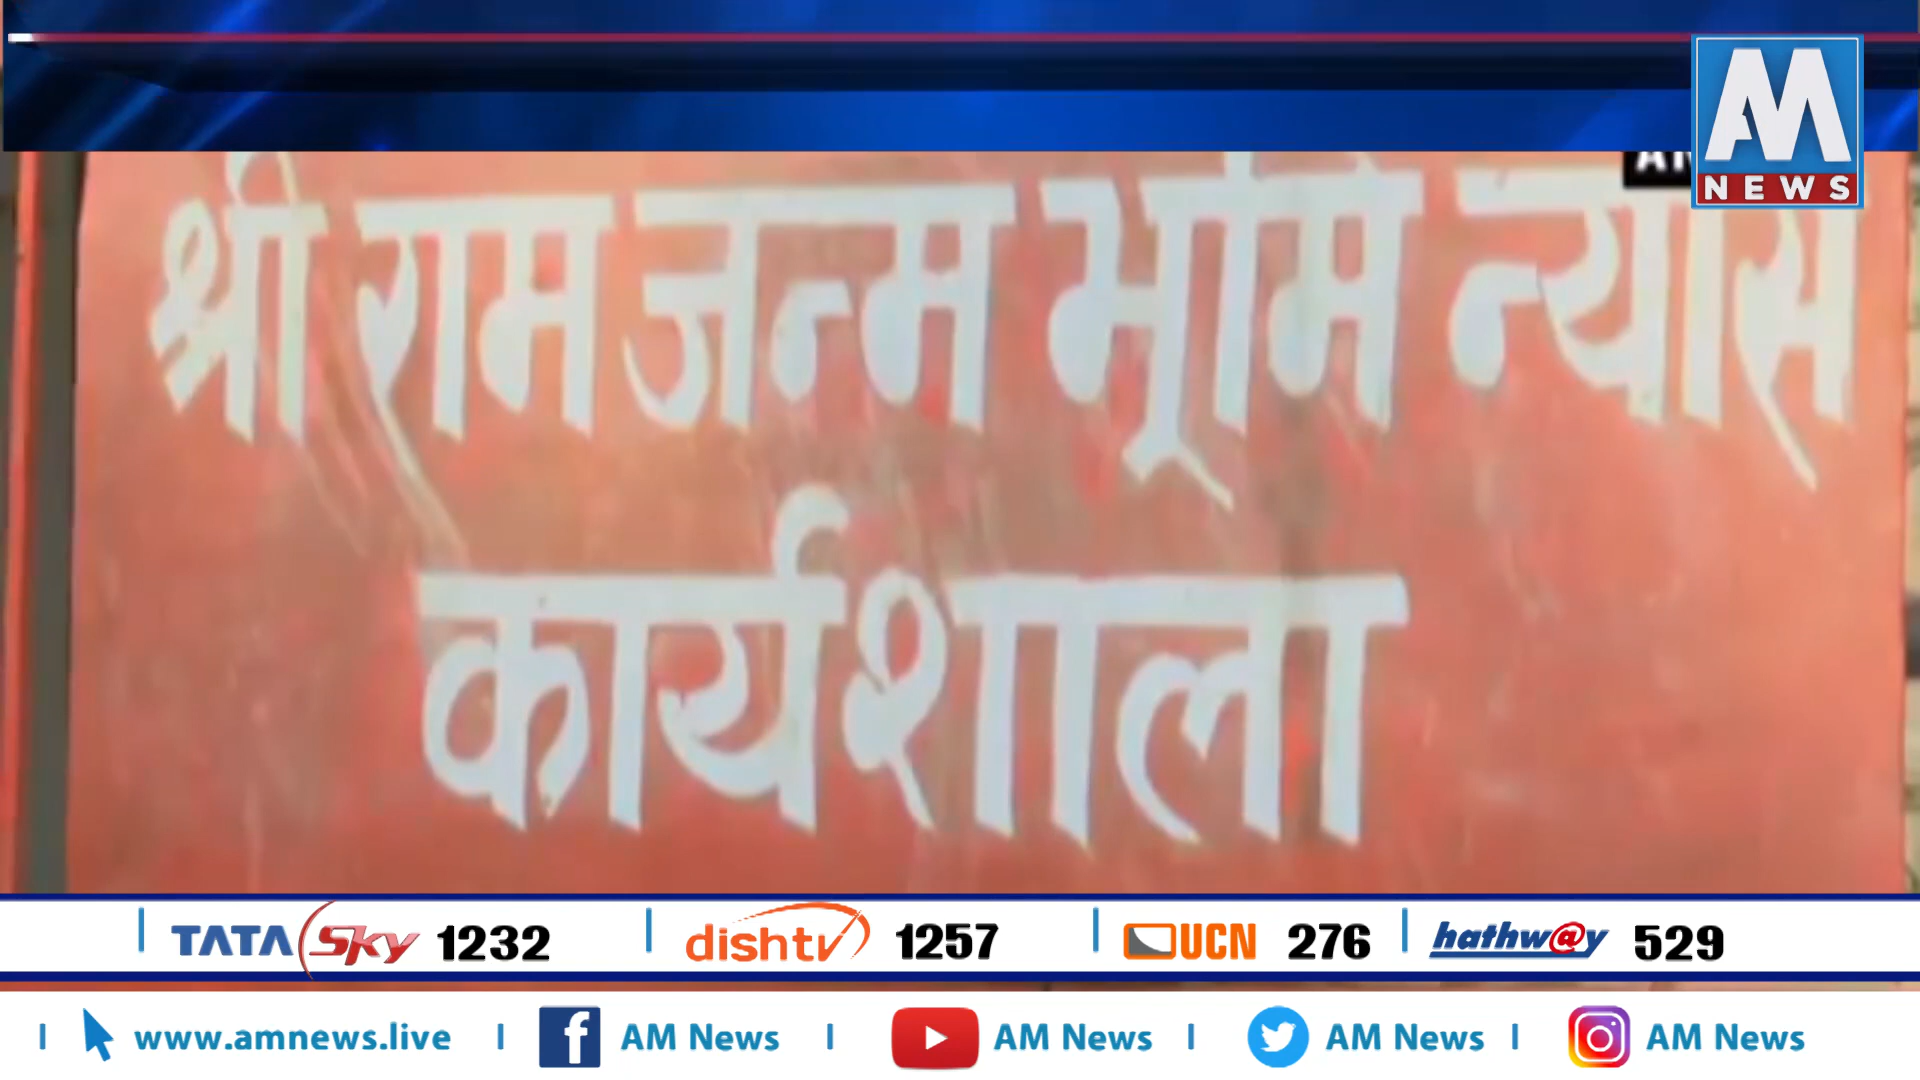 AM
NEWS
श्री राम जन्म भूमि न्यास
कार्यशाला
TATA Sky 1232 dishtv 1257 UCN 276 hathw@y 529
www.amnews.live AM News AM News AM News AM News